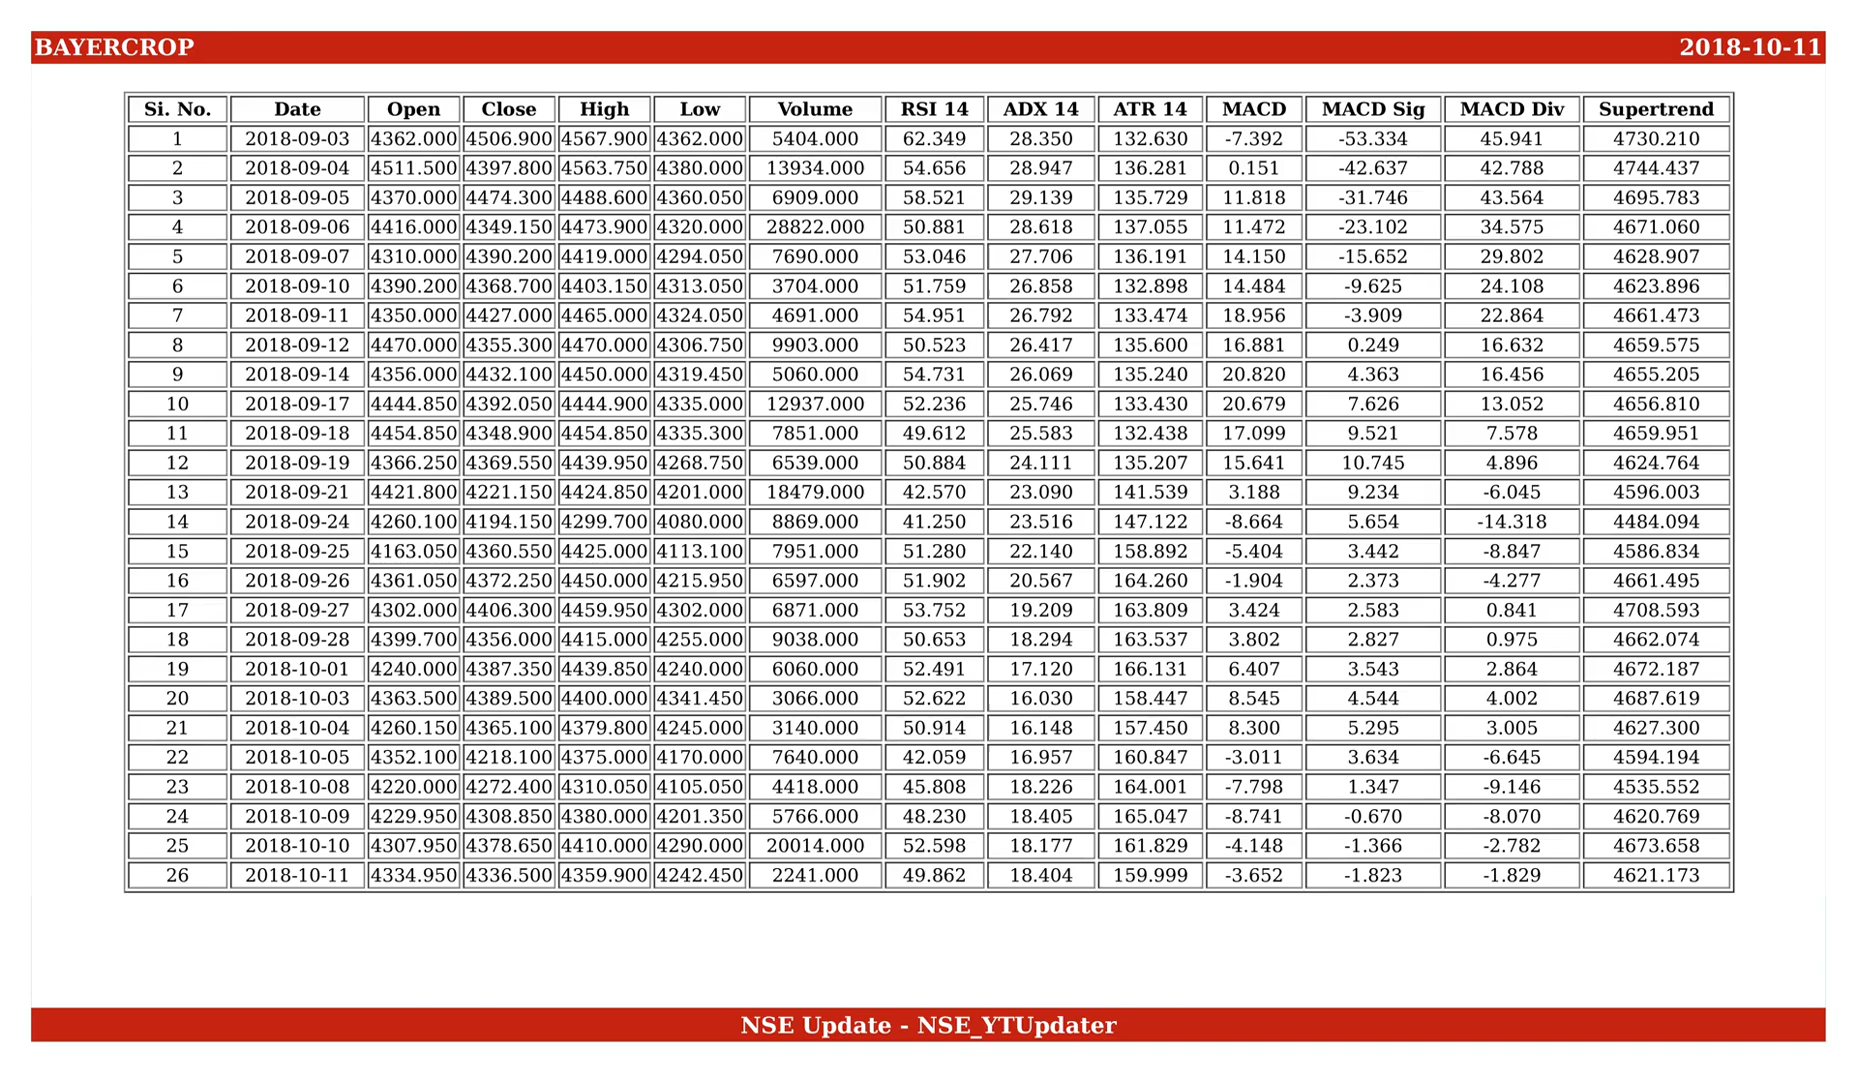 BAYERCROP 2018-10-11
Si. No. Date Open Close High Low Volume RSI 14 ADX 14 ATR 14 MACD MACD Sig MACD Div Supertrend
1 2018-09-03 4362.000 4506.900 4567.900 4362.000 5404.000 62.349 28.350 132.630 -7.392 -53.334 45.941 4730.210
2 2018-09-04 4511.500 4397.800 4563.750 4380.000 13934.000 54.656 28.947 136.281 0.151 -42.637 42.788 4744.437
3 2018-09-05 4370.000 4474.300 4488.600 4360.050 6909.000 58.521 29.139 135.729 11.818 -31.746 43.564 4695.783
4 2018-09-06 4416.000 4349.150 4473.900 4320.000 28822.000 50.881 28.618 137.055 11.472 -23.102 34.575 4671.060
5 2018-09-07 4310.000 4390.200 4419.000 4294.050 7690.000 53.046 27.706 136.191 14.150 -15.652 29.802 4628.907
6 2018-09-10 4390.200 4368.700 4403.150 4313.050 3704.000 51.759 26.858 132.898 14.484 -9.625 24.108 4623.896
7 2018-09-11 4350.000 4427.000 4465.000 4324.050 4691.000 54.951 26.792 133.474 18.956 -3.909 22.864 4661.473
8 2018-09-12 4470.000 4355.300 4470.000 4306.750 9903.000 50.523 26.417 135.600 16.881 0.249 16.632 4659.575
9 2018-09-14 4356.000 4432.100 4450.000 4319.450 5060.000 54.731 26.069 135.240 20.820 4.363 16.456 4655.205
10 2018-09-17 4444.850 4392.050 4444.900 4335.000 12937.000 52.236 25.746 133.430 20.679 7.626 13.052 4656.810
11 2018-09-18 4454.850 4348.900 4454.850 4335.300 7851.000 49.612 25.583 132.438 17.099 9.521 7.578 4659.951
12 2018-09-19 4366.250 4369.550 4439.950 4268.750 6539.000 50.884 24.111 135.207 15.641 10.745 4.896 4624.764
13 2018-09-21 4421.800 4221.150 4424.850 4201.000 18479.000 42.570 23.090 141.539 3.188 9.234 -6.045 4596.003
14 2018-09-24 4260.100 4194.150 4299.700 4080.000 8869.000 41.250 23.516 147.122 -8.664 5.654 -14.318 4484.094
15 2018-09-25 4163.050 4360.550 4425.000 4113.100 7951.000 51.280 22.140 158.892 -5.404 3.442 -8.847 4586.834
16 2018-09-26 4361.050 4372.250 4450.000 4215.950 6597.000 51.902 20.567 164.260 -1.904 2.373 -4.277 4661.495
17 2018-09-27 4302.000 4406.300 4459.950 4302.000 6871.000 53.752 19.209 163.809 3.424 2.583 0.841 4708.593
18 2018-09-28 4399.700 4356.000 4415.000 4255.000 9038.000 50.653 18.294 163.537 3.802 2.827 0.975 4662.074
19 2018-10-01 4240.000 4387.350 4439.850 4240.000 6060.000 52.491 17.120 166.131 6.407 3.543 2.864 4672.187
20 2018-10-03 4363.500 4389.500 4400.000 4341.450 3066.000 52.622 16.030 158.447 8.545 4.544 4.002 4687.619
21 2018-10-04 4260.150 4365.100 4379.800 4245.000 3140.000 50.914 16.148 157.450 8.300 5.295 3.005 4627.300
22 2018-10-05 4352.100 4218.100 4375.000 4170.000 7640.000 42.059 16.957 160.847 -3.011 3.634 -6.645 4594.194
23 2018-10-08 4220.000 4272.400 4310.050 4105.050 4418.000 45.808 18.226 164.001 -7.798 1.347 -9.146 4535.552
24 2018-10-09 4229.950 4308.850 4380.000 4201.350 5766.000 48.230 18.405 165.047 -8.741 -0.670 -8.070 4620.769
25 2018-10-10 4307.950 4378.650 4410.000 4290.000 20014.000 52.598 18.177 161.829 -4.148 -1.366 -2.782 4673.658
26 2018-10-11 4334.950 4336.500 4359.900 4242.450 2241.000 49.862 18.404 159.999 -3.652 -1.823 -1.829 4621.173
NSE Update - NSE_YTUpdater